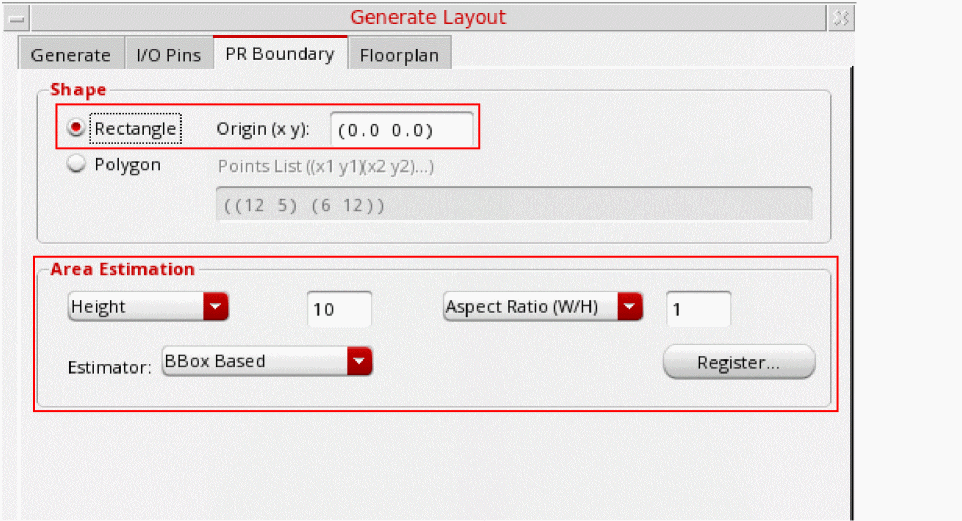 Generate Layout
Generate I/O Pins PR Boundary Floorplan
Shape
Rectangle Origin (x y): (0.0 0.0)
Polygon Points List ((x1 y1)(x2 y2)...)
((12 5) (6 12))
Area Estimation
Height 10 Aspect Ratio (W/H) 1
Estimator: BBox Based Register...